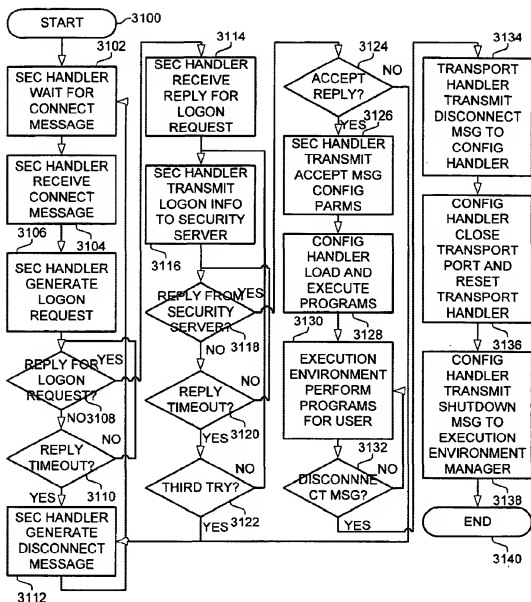 START
3100
3102
SEC HANDLER
WAIT FOR
CONNECT
MESSAGE
SEC HANDLER
RECEIVE
CONNECT
MESSAGE
3104
3106
SEC HANDLER
GENERATE
LOGON
REQUEST
REPLY FOR
LOGON
REQUEST?
YES
3108
NO
REPLY
TIMEOUT?
NO
3110
YES
SEC HANDLER
GENERATE
DISCONNECT
MESSAGE
3112
3114
SEC HANDLER
RECEIVE
REPLY FOR
LOGON
REQUEST
SEC HANDLER
TRANSMIT
LOGON INFO
TO SECURITY
SERVER
3116
REPLY FROM
SECURITY
SERVER?
YES
3118
NO
REPLY
TIMEOUT?
NO
3120
YES
THIRD TRY?
NO
3122
YES
3124
ACCEPT
REPLY?
NO
YES
3126
SEC HANDLER
TRANSMIT
ACCEPT MSG
CONFIG
PARMS
CONFIG
HANDLER
LOAD AND
EXECUTE
PROGRAMS
3128
3130
EXECUTION
ENVIRONMENT
PERFORM
PROGRAMS
FOR USER
3132
DISCONNNE
CT MSG?
NO
YES
3134
TRANSPORT
HANDLER
TRANSMIT
DISCONNECT
MSG TO
CONFIG
HANDLER
CONFIG
HANDLER
CLOSE
TRANSPORT
PORT AND
RESET
TRANSPORT
HANDLER
3136
CONFIG
HANDLER
TRANSMIT
SHUTDOWN
MSG TO
EXECUTION
ENVIRONMENT
MANAGER
3138
END
3140